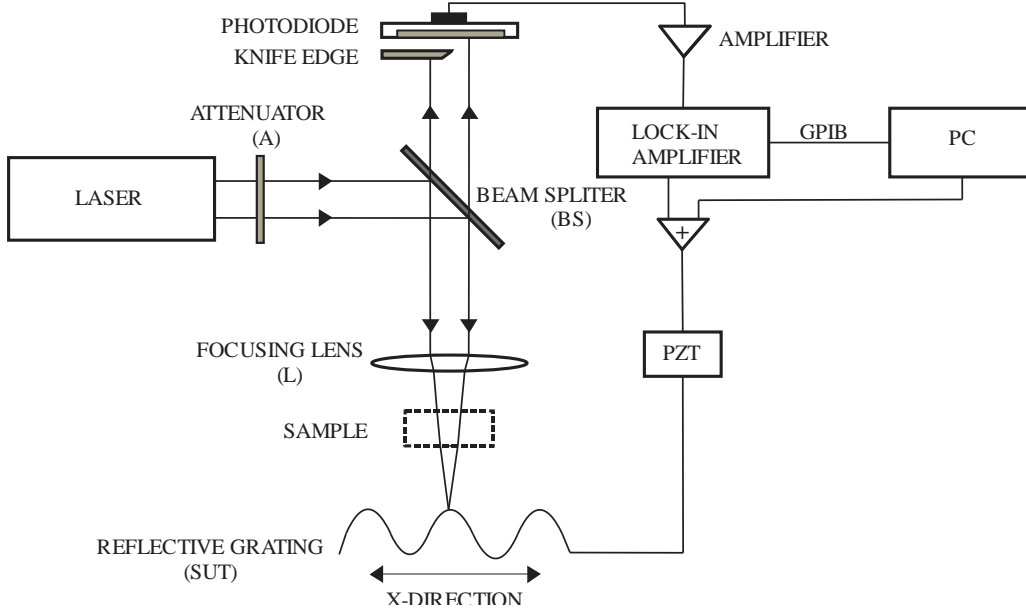 PHOTODIODE
KNIFE EDGE
AMPLIFIER
ATTENUATOR
(A)
LOCK-IN
AMPLIFIER
GPIB
PC
LASER
BEAM SPLITER
(BS)
+
FOCUSING LENS
(L)
PZT
SAMPLE
REFLECTIVE GRATING
(SUT)
X-DIRECTION